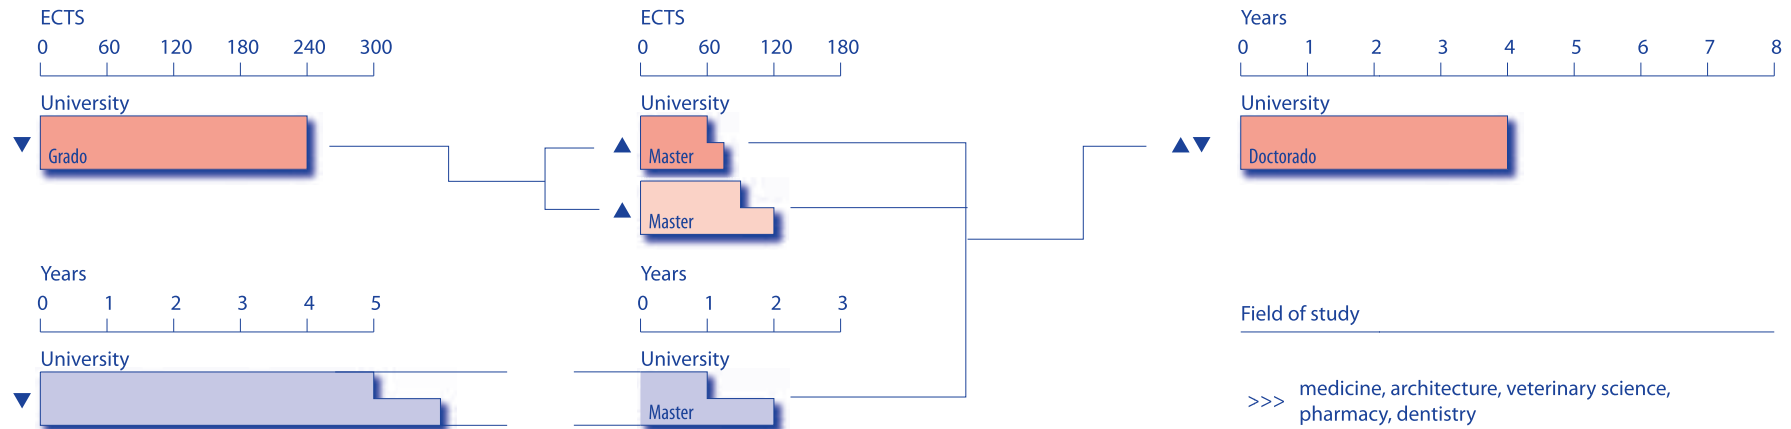 ECTS
0 60 120 180 240 300
University
Grado
ECTS
0 60 120 180
University
Master
Master
Years
0 1 2 3 4 5 6 7 8
University
Doctorado
Years
0 1 2 3 4 5
University
Years
0 1 2 3
University
Master
Field of study
>>> medicine, architecture, veterinary science,
pharmacy, dentistry